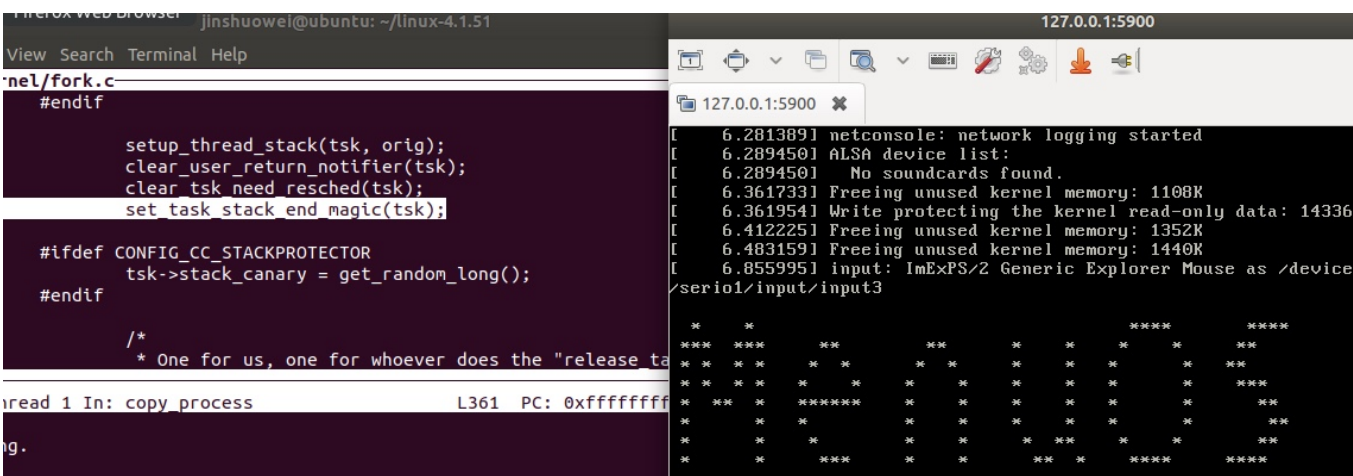 Firefox Web Browser
jinshuowei@ubuntu: ~/linux-4.1.51
View Search Terminal Help
rnel/fork.c
#endif
setup_thread_stack(tsk, orig);
clear_user_return_notifier(tsk);
clear_tsk_need_resched(tsk);
set_task_stack_end_magic(tsk);
#ifdef CONFIG_CC_STACKPROTECTOR
tsk->stack_canary = get_random_long();
#endif
/*
* One for us, one for whoever does the "release_ta
hread 1 In: copy_process L361 PC: 0xffffffff
ng.
127.0.0.1:5900
127.0.0.1:5900
[ 6.281389] netconsole: network logging started
[ 6.289450] ALSA device list:
[ 6.289450] No soundcards found.
[ 6.361733] Freeing unused kernel memory: 1108K
[ 6.361954] Write protecting the kernel read-only data: 14336
[ 6.412225] Freeing unused kernel memory: 1352K
[ 6.483159] Freeing unused kernel memory: 1440K
[ 6.855995] input: ImExPS/2 Generic Explorer Mouse as /device
/serio1/input/input3